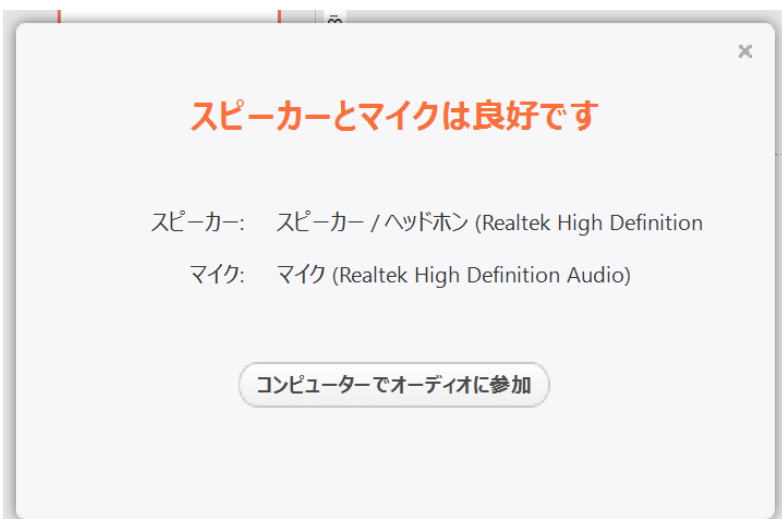 ×
スピーカーとマイクは良好です
スピーカー: スピーカー / ヘッドホン (Realtek High Definition
マイク: マイク (Realtek High Definition Audio)
コンピューターでオーディオに参加